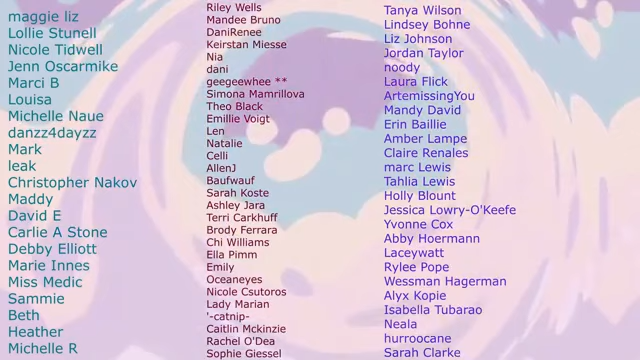 maggie liz
Lollie Stunell
Nicole Tidwell
Jenn Oscarmike
Marci B
Louisa
Michelle Naue
danzz4dayzz
Mark
leak
Christopher Nakov
Maddy
David E
Carlie A Stone
Debby Elliott
Marie Innes
Miss Medic
Sammie
Beth
Heather
Michelle R
Riley Wells
Mandee Bruno
DaniRenee
Keirstan Miesse
Nia
dani
geegeewhee **
Simona Mamrillova
Theo Black
Emillie Voigt
Len
Natalie
Celli
AllenJ
Baufwauf
Sarah Koste
Ashley Jara
Terri Carkhuff
Brody Ferrara
Chi Williams
Ella Pimm
Emily
Oceaneyes
Nicole Csutoros
Lady Marian
'-catnip-
Caitlin Mckinzie
Rachel O'Dea
Sophie Giessel
Tanya Wilson
Lindsey Bohne
Liz Johnson
Jordan Taylor
noody
Laura Flick
ArtemissingYou
Mandy David
Erin Baillie
Amber Lampe
Claire Renales
marc Lewis
Tahlia Lewis
Holly Blount
Jessica Lowry-O'Keefe
Yvonne Cox
Abby Hoermann
Laceywatt
Rylee Pope
Wessman Hagerman
Alyx Kopie
Isabella Tubarao
Neala
hurroocane
Sarah Clarke